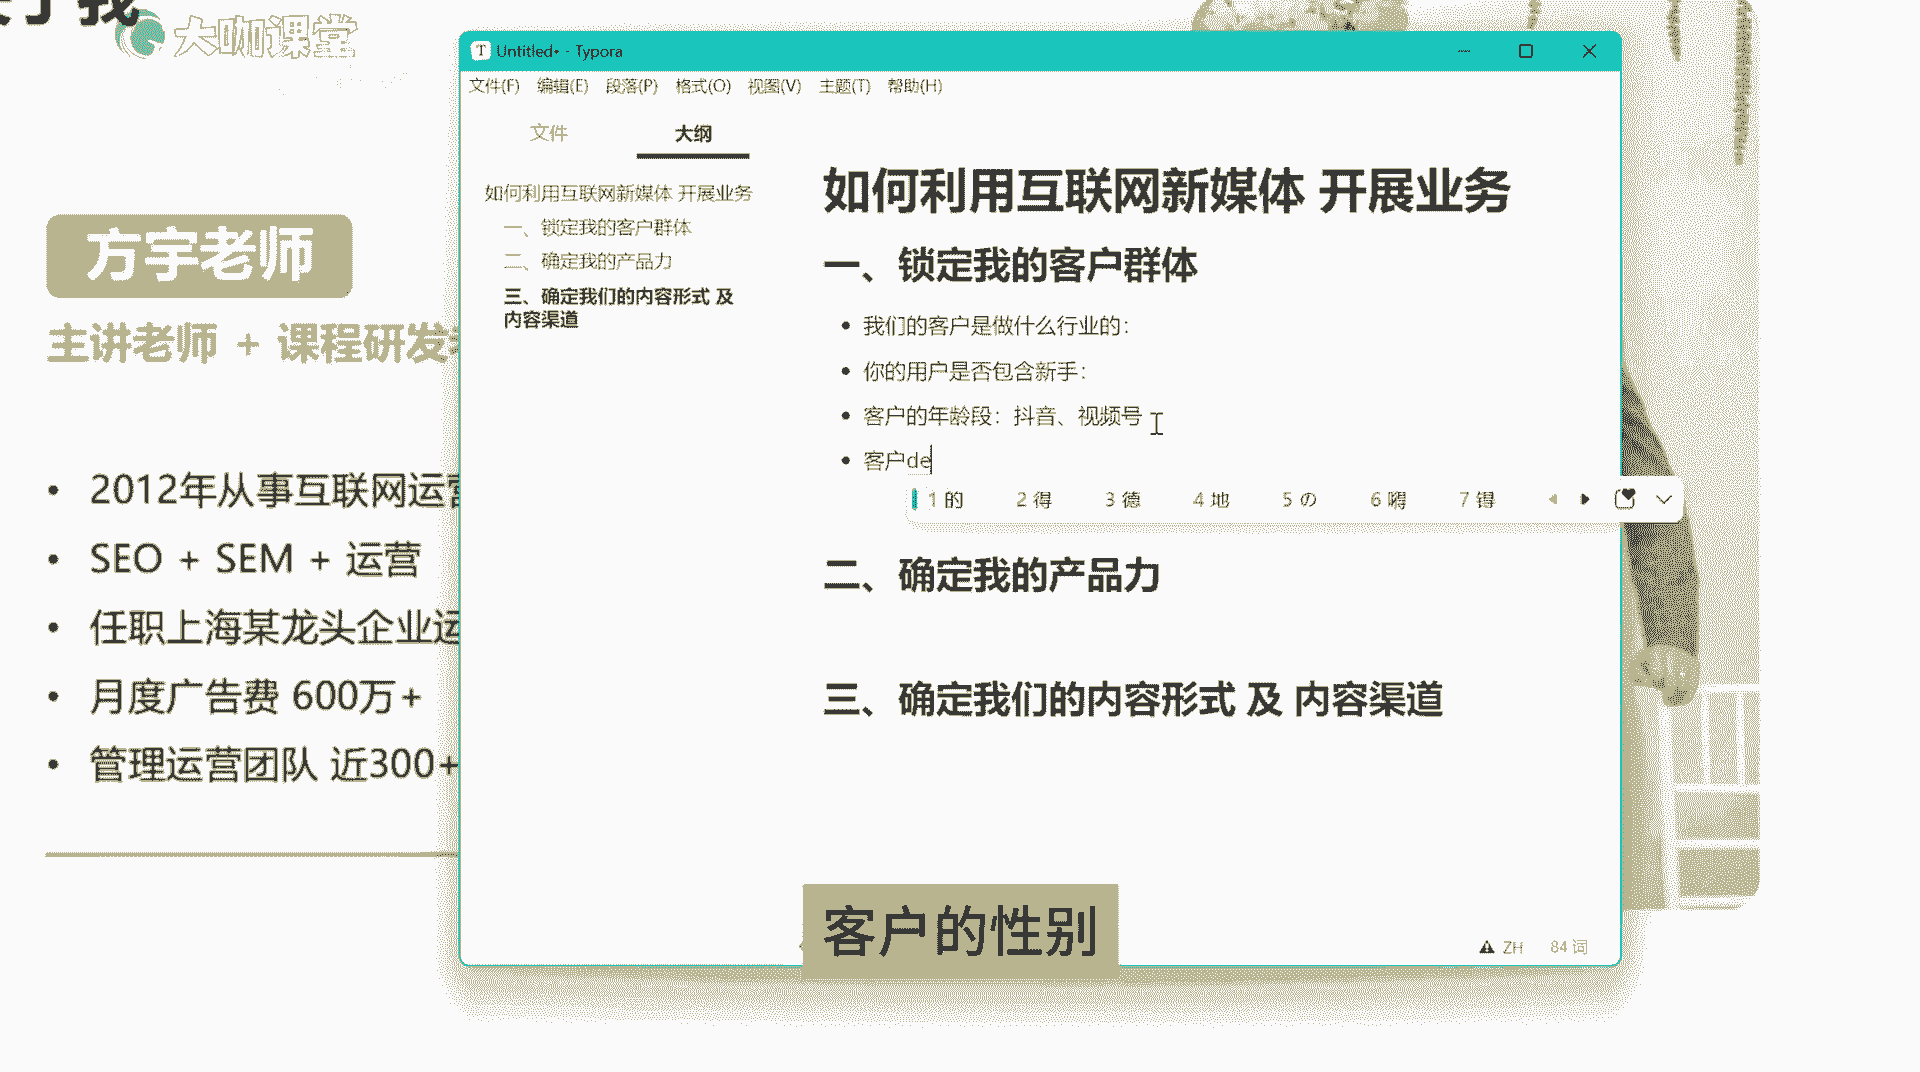 大咖课堂
方宇老师
主讲老师 + 课程研发
• 2012年从事互联网运营
• SEO + SEM + 运营
• 任职上海某龙头企业运
• 月度广告费 600万+
• 管理运营团队 近300+
Untitled• - Typora
文件(F) 编辑(E) 段落(P) 格式(O) 视图(V) 主题(T) 帮助(H)
文件 大纲
如何利用互联网新媒体 开展业务
一、锁定我的客户群体
二、确定我的产品力
三、确定我们的内容形式 及
内容渠道
如何利用互联网新媒体 开展业务
一、锁定我的客户群体
• 我们的客户是做什么行业的：
• 你的用户是否包含新手：
• 客户的年龄段：抖音、视频号
• 客户de
1 的 2 得 3 德 4 地 5 の 6 嘚 7 锝
二、确定我的产品力
三、确定我们的内容形式 及 内容渠道
客户的性别
ZH 84 词